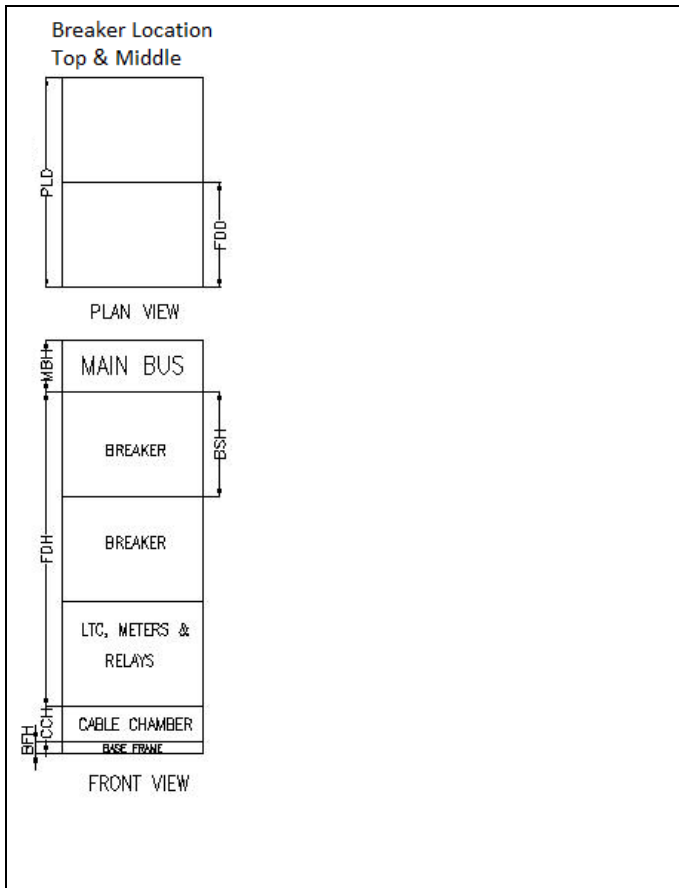 Breaker Location
Top & Middle
PLD
FDD
PLAN VIEW
MBH
MAIN BUS
BREAKER
BSH
BREAKER
FDH
LTC, METERS &
RELAYS
CCH
CABLE CHAMBER
BFH
BASE FRAME
FRONT VIEW